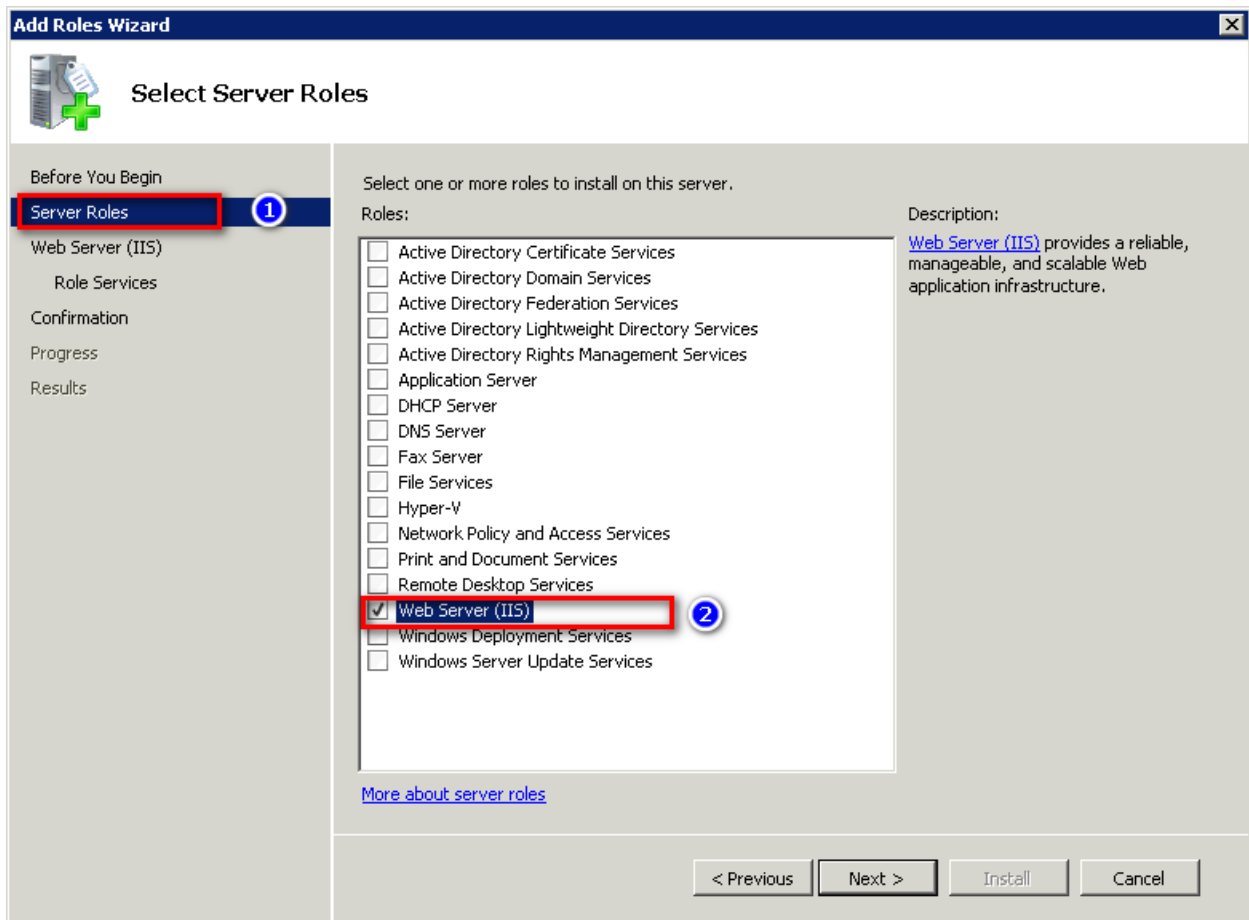 Add Roles Wizard
Select Server Roles
Before You Begin
Server Roles
1
Web Server (IIS)
Role Services
Confirmation
Progress
Results
Select one or more roles to install on this server.
Roles:
Active Directory Certificate Services
Active Directory Domain Services
Active Directory Federation Services
Active Directory Lightweight Directory Services
Active Directory Rights Management Services
Application Server
DHCP Server
DNS Server
Fax Server
File Services
Hyper-V
Network Policy and Access Services
Print and Document Services
Remote Desktop Services
Web Server (IIS)
2
Windows Deployment Services
Windows Server Update Services
More about server roles
Description:
Web Server (IIS) provides a reliable,
manageable, and scalable Web
application infrastructure.
< Previous
Next >
Install
Cancel